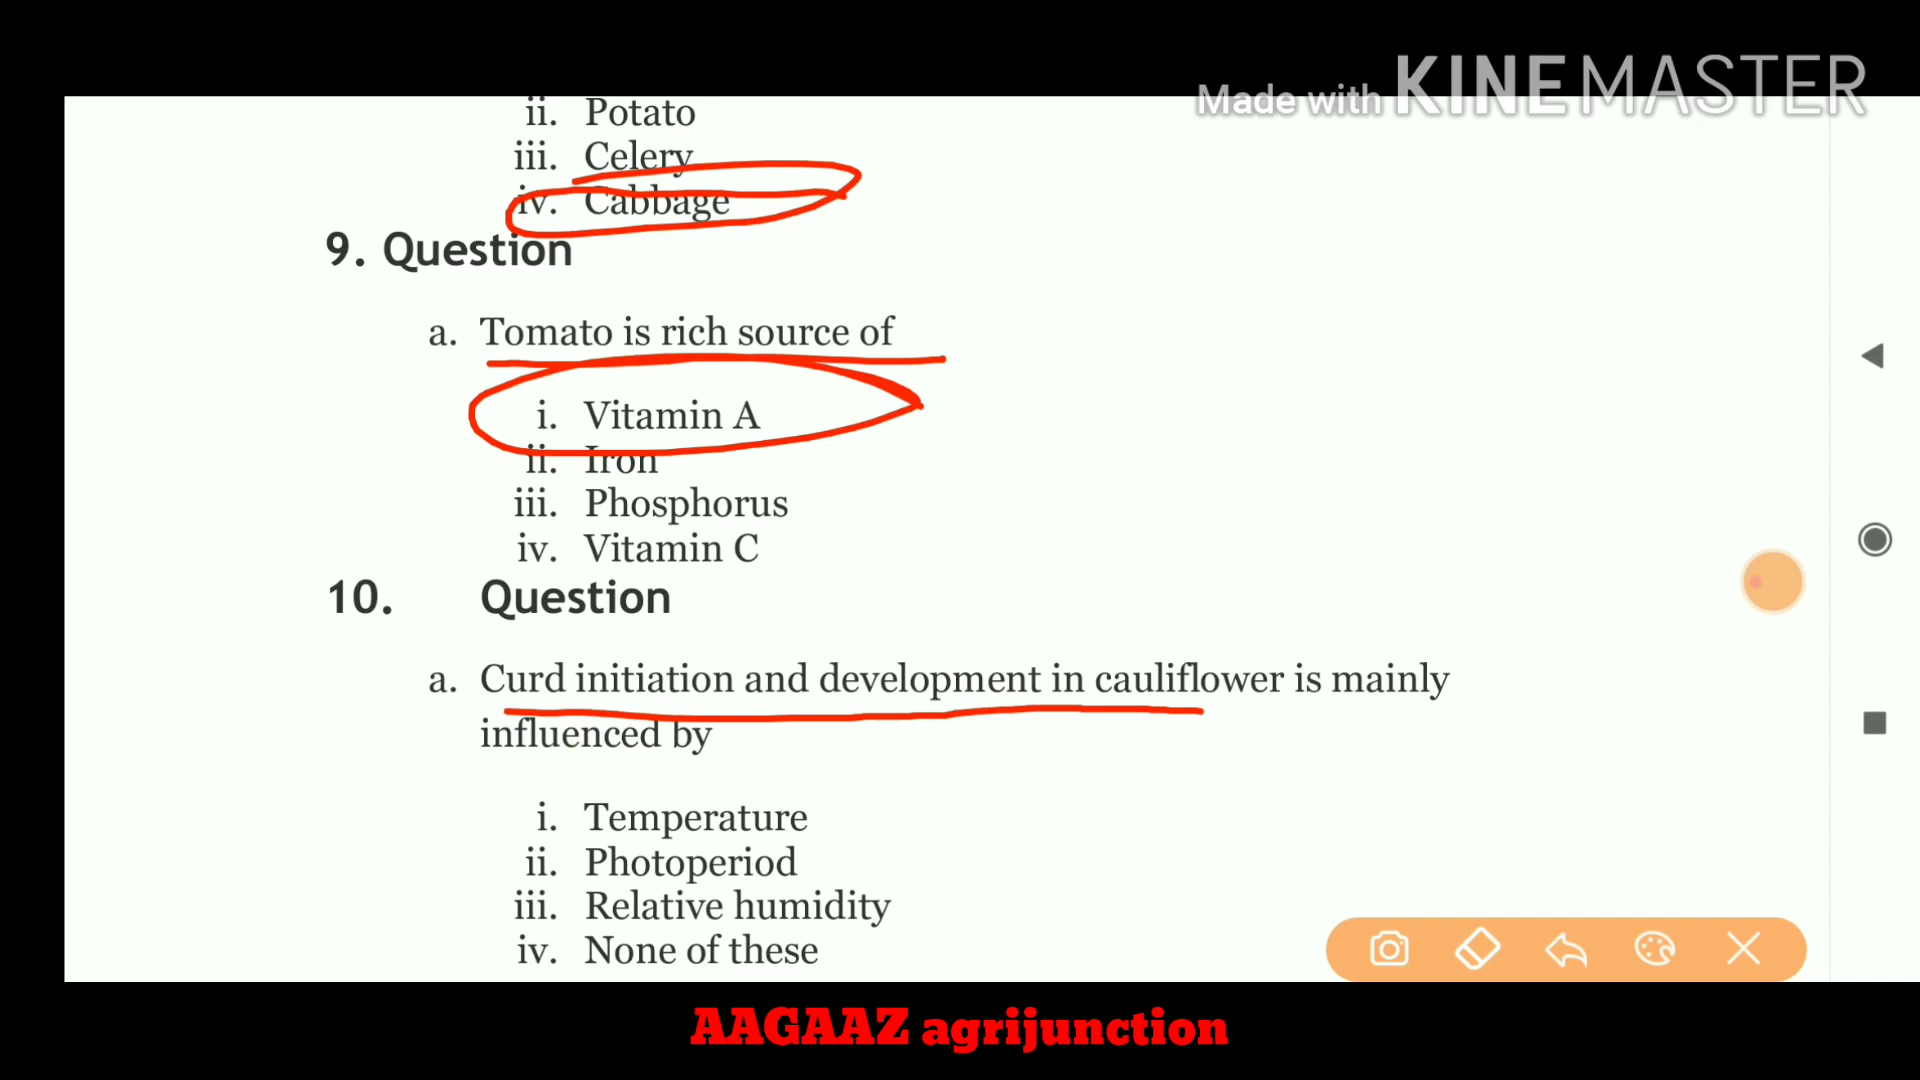 Made with KINEMASTER
ii. Potato
iii. Celery
iv. Cabbage
9. Question
a. Tomato is rich source of
i. Vitamin A
ii. Iron
iii. Phosphorus
iv. Vitamin C
10. Question
a. Curd initiation and development in cauliflower is mainly
influenced by
i. Temperature
ii. Photoperiod
iii. Relative humidity
iv. None of these
AAGAAZ agrijunction